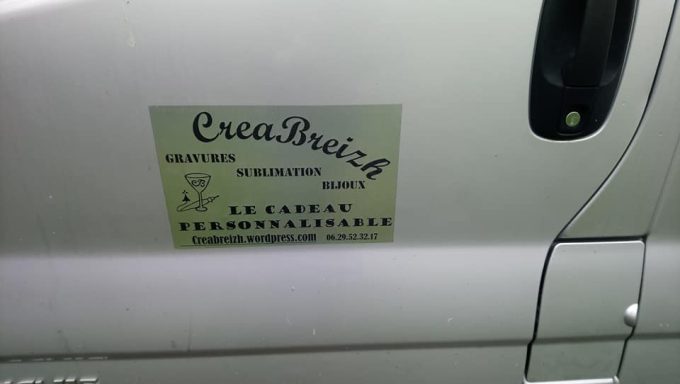 CreaBreizh
GRAVURES
SUBLIMATION
BIJOUX
LE CADEAU
PERSONNALISABLE
Creabreizh.wordpress.com 06.29.52.32.17